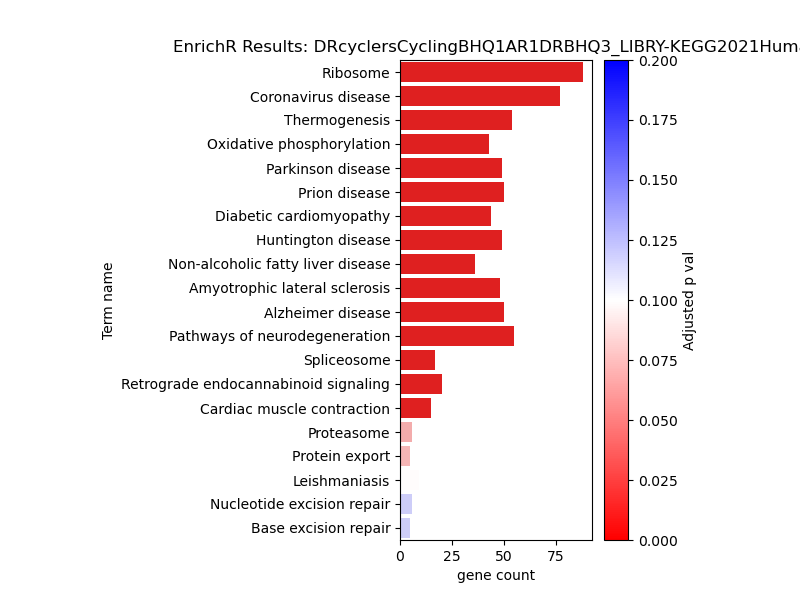 EnrichR Results: DRcyclersCyclingBHQ1AR1DRBHQ3_LIBRY-KEGG2021Huma
Term name
Ribosome
Coronavirus disease
Thermogenesis
Oxidative phosphorylation
Parkinson disease
Prion disease
Diabetic cardiomyopathy
Huntington disease
Non-alcoholic fatty liver disease
Amyotrophic lateral sclerosis
Alzheimer disease
Pathways of neurodegeneration
Spliceosome
Retrograde endocannabinoid signaling
Cardiac muscle contraction
Proteasome
Protein export
Leishmaniasis
Nucleotide excision repair
Base excision repair
0 25 50 75
gene count
0.200
0.175
0.150
0.125
0.100
0.075
0.050
0.025
0.000
Adjusted p val